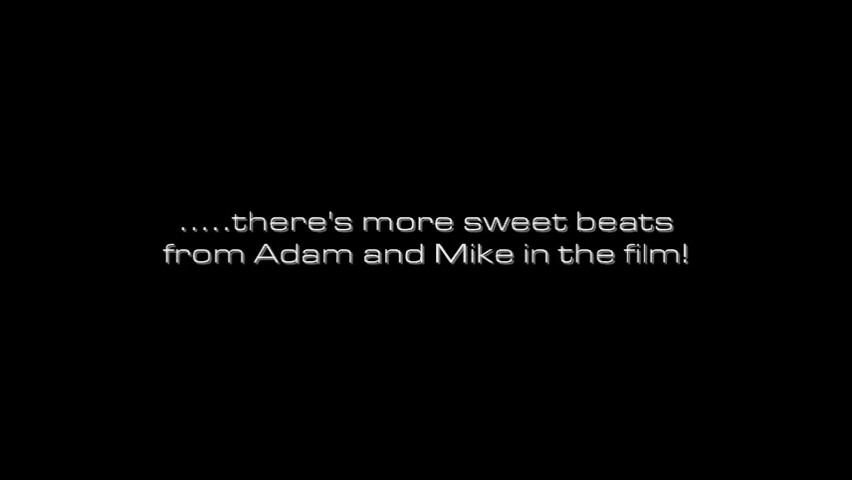 .....there's more sweet beats
from Adam and Mike in the film!